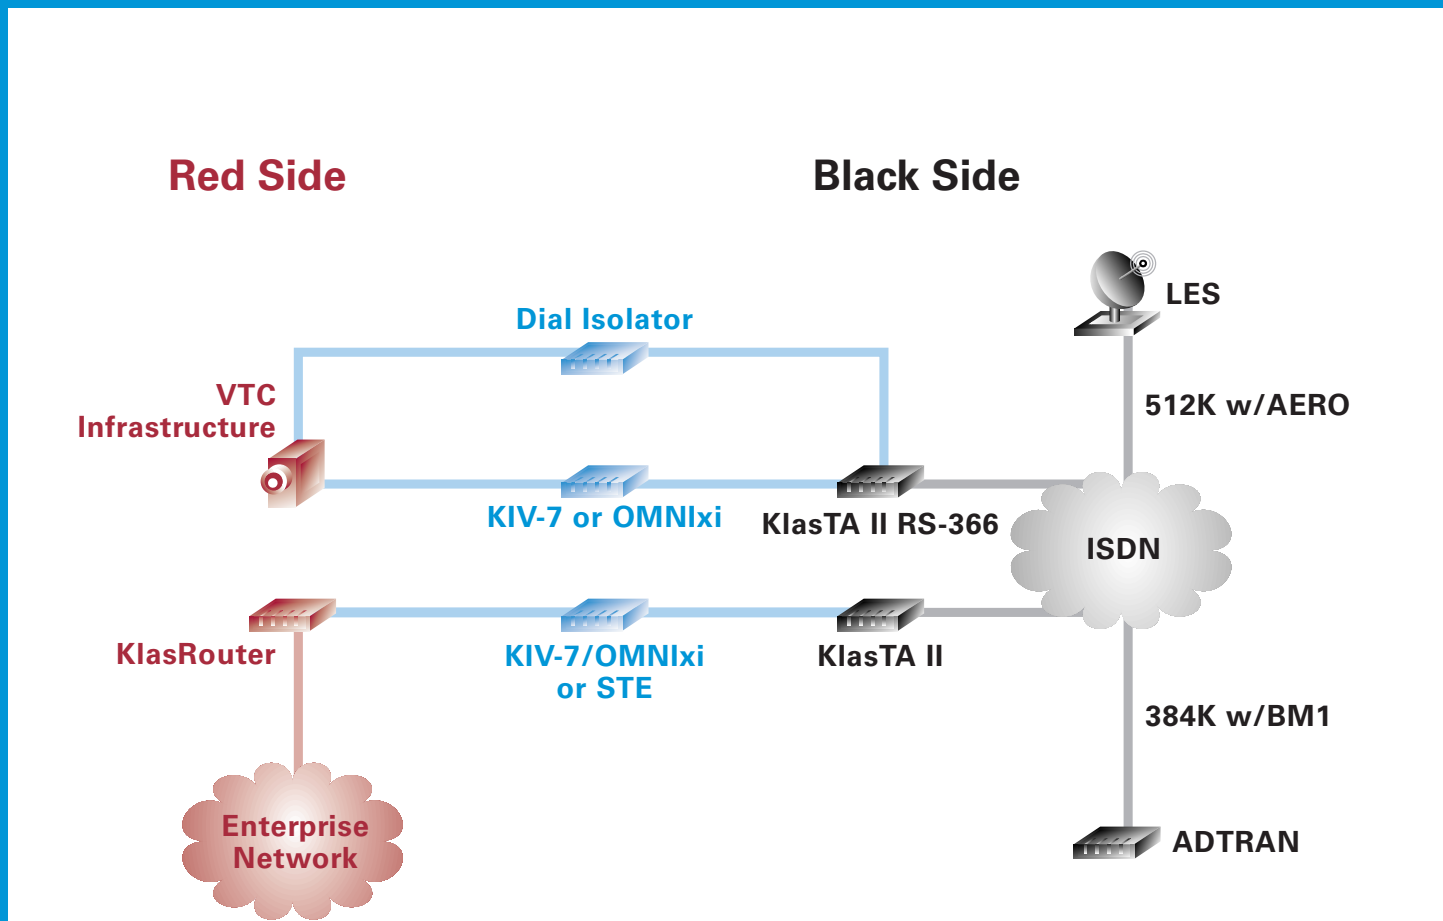 Red Side
Black Side
LES
Dial Isolator
VTC
Infrastructure
512K w/AERO
KIV-7 or OMNIxi
KlasTA II RS-366
ISDN
KlasRouter
KIV-7/OMNIxi
or STE
KlasTA II
384K w/BM1
Enterprise
Network
ADTRAN